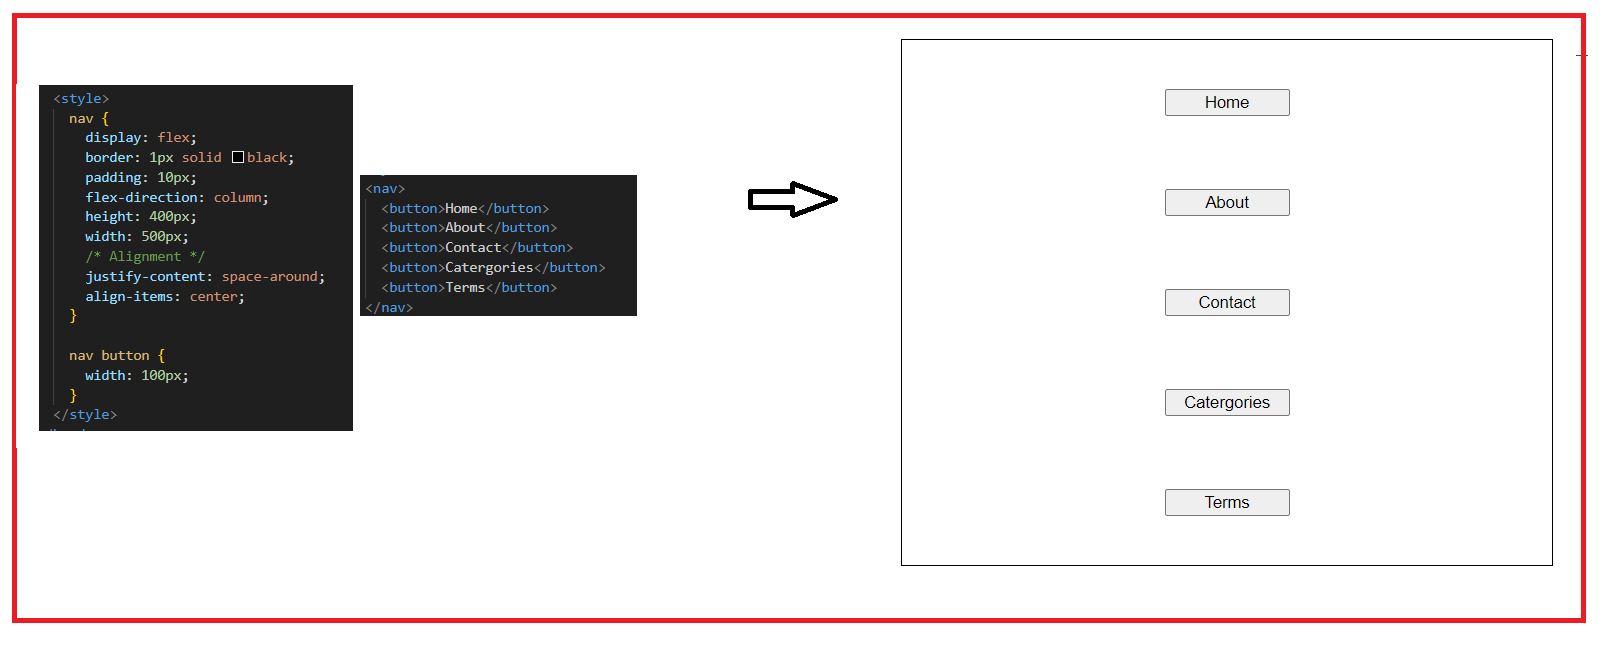 <style>
nav {
display: flex;
border: 1px solid black;
padding: 10px;
flex-direction: column;
height: 400px;
width: 500px;
/* Alignment */
justify-content: space-around;
align-items: center;
}
nav button {
width: 100px;
}
</style>
<nav>
<button>Home</button>
<button>About</button>
<button>Contact</button>
<button>Catergories</button>
<button>Terms</button>
</nav>
Home
About
Contact
Catergories
Terms